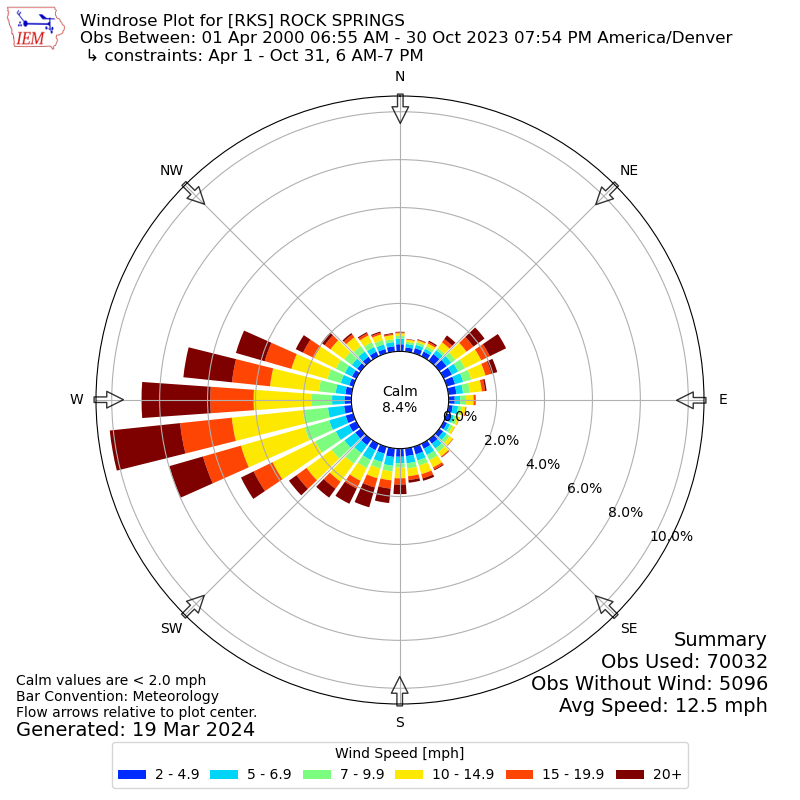 IEM
Windrose Plot for [RKS] ROCK SPRINGS
Obs Between: 01 Apr 2000 06:55 AM - 30 Oct 2023 07:54 PM America/Denver
↳ constraints: Apr 1 - Oct 31, 6 AM-7 PM
N
NW
NE
W
E
Calm
8.4%
0.0%
2.0%
4.0%
6.0%
8.0%
10.0%
SW
SE
S
Summary
Obs Used: 70032
Obs Without Wind: 5096
Avg Speed: 12.5 mph
Calm values are < 2.0 mph
Bar Convention: Meteorology
Flow arrows relative to plot center.
Generated: 19 Mar 2024
Wind Speed [mph]
2 - 4.9 5 - 6.9 7 - 9.9 10 - 14.9 15 - 19.9 20+